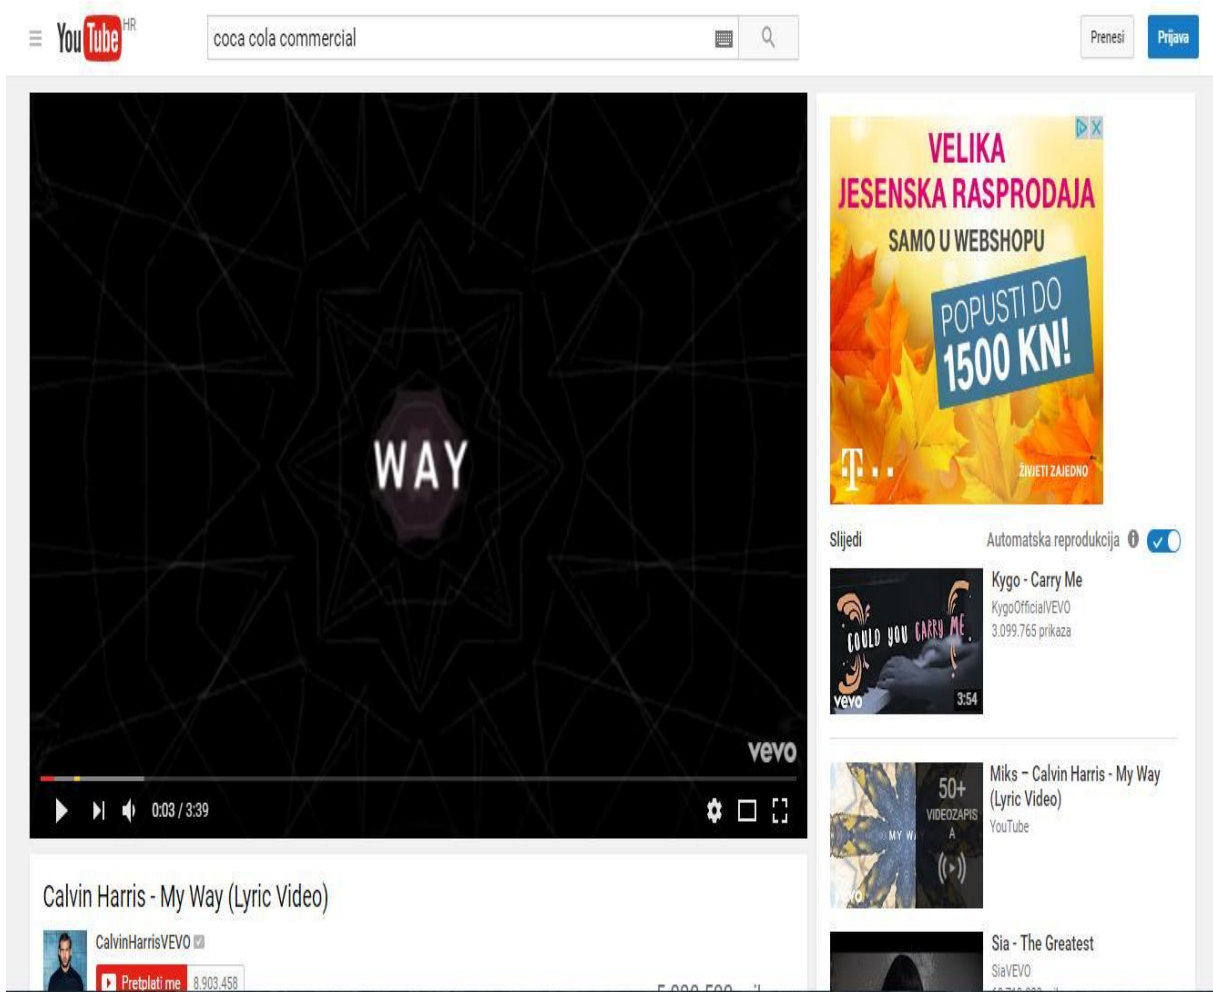 YouTube HR
coca cola commercial
Prenesi
Prijava
WAY
vevo
0:03 / 3:39
Calvin Harris - My Way (Lyric Video)
CalvinHarrisVEVO
Pretplati me 8.903.458
VELIKA
JESENSKA RASPRODAJA
SAMO U WEBSHOPU
POPUSTI DO
1500 KN!
T
ŽIVJETI ZAJEDNO
Slijedi
Automatska reprodukcija
COULD YOU CARRY ME
vevo
3:54
Kygo - Carry Me
KygoOfficialVEVO
3.099.765 prikaza
MY WA
vevo
50+
VIDEOZAPIS
A
Miks – Calvin Harris - My Way
(Lyric Video)
YouTube
Sia - The Greatest
SiaVEVO